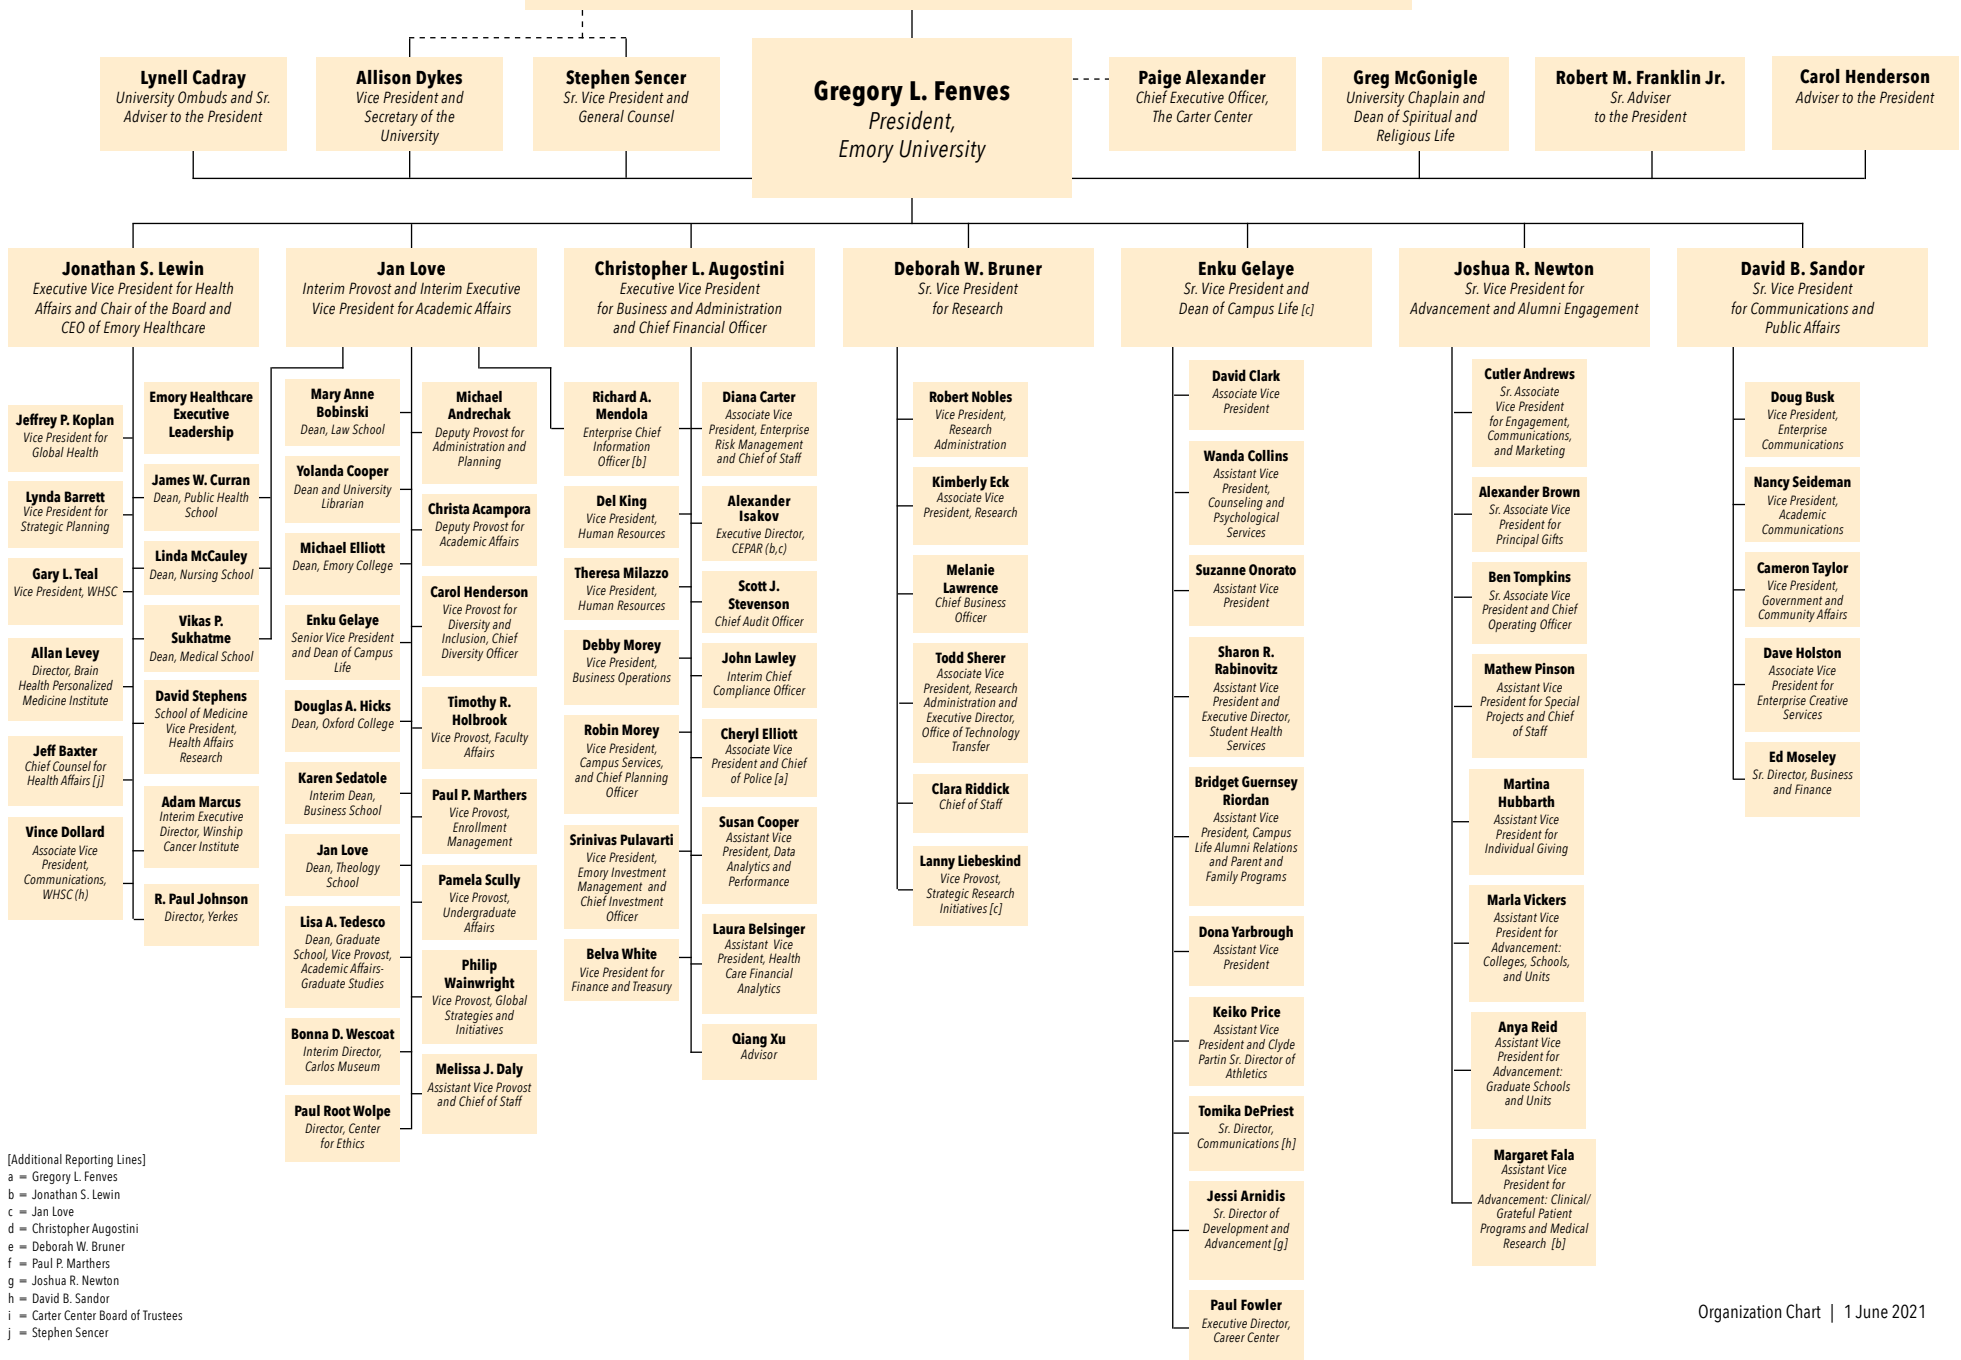 Lynell Cadray
University Ombuds and Sr.
Adviser to the President
Allison Dykes
Vice President and
Secretary of the
University
Stephen Sencer
Sr. Vice President and
General Counsel
Gregory L. Fenves
President,
Emory University
Paige Alexander
Chief Executive Officer,
The Carter Center
Greg McGonigle
University Chaplain and
Dean of Spiritual and
Religious Life
Robert M. Franklin Jr.
Sr. Adviser
to the President
Carol Henderson
Adviser to the President
Jonathan S. Lewin
Executive Vice President for Health
Affairs and Chair of the Board and
CEO of Emory Healthcare
Jan Love
Interim Provost and Interim Executive
Vice President for Academic Affairs
Christopher L. Augostini
Executive Vice President
for Business and Administration
and Chief Financial Officer
Deborah W. Bruner
Sr. Vice President
for Research
Enku Gelaye
Sr. Vice President and
Dean of Campus Life [c]
Joshua R. Newton
Sr. Vice President for
Advancement and Alumni Engagement
David B. Sandor
Sr. Vice President
for Communications and
Public Affairs
Jeffrey P. Koplan
Vice President for
Global Health
Lynda Barrett
Vice President for
Strategic Planning
Gary L. Teal
Vice President, WHSC
Allan Levey
Director, Brain
Health Personalized
Medicine Institute
Jeff Baxter
Chief Counsel for
Health Affairs [j]
Vince Dollard
Associate Vice
President,
Communications,
WHSC (h)
Emory Healthcare
Executive
Leadership
James W. Curran
Dean, Public Health
School
Linda McCauley
Dean, Nursing School
Vikas P.
Sukhatme
Dean, Medical School
David Stephens
School of Medicine
Vice President,
Health Affairs
Research
Adam Marcus
Interim Executive
Director, Winship
Cancer Institute
R. Paul Johnson
Director, Yerkes
Mary Anne
Bobinski
Dean, Law School
Yolanda Cooper
Dean and University
Librarian
Michael Elliott
Dean, Emory College
Enku Gelaye
Senior Vice President
and Dean of Campus
Life
Douglas A. Hicks
Dean, Oxford College
Karen Sedatole
Interim Dean,
Business School
Jan Love
Dean, Theology
School
Lisa A. Tedesco
Dean, Graduate
School, Vice Provost,
Academic Affairs-
Graduate Studies
Bonna D. Wescoat
Interim Director,
Carlos Museum
Paul Root Wolpe
Director, Center
for Ethics
Michael
Andrechak
Deputy Provost for
Administration and
Planning
Christa Acampora
Deputy Provost for
Academic Affairs
Carol Henderson
Vice Provost for
Diversity and
Inclusion, Chief
Diversity Officer
Timothy R.
Holbrook
Vice Provost, Faculty
Affairs
Paul P. Marthers
Vice Provost,
Enrollment
Management
Pamela Scully
Vice Provost,
Undergraduate
Affairs
Philip
Wainwright
Vice Provost, Global
Strategies and
Initiatives
Melissa J. Daly
Assistant Vice Provost
and Chief of Staff
Richard A.
Mendola
Enterprise Chief
Information
Officer [b]
Del King
Vice President,
Human Resources
Theresa Milazzo
Vice President,
Human Resources
Debby Morey
Vice President,
Business Operations
Robin Morey
Vice President,
Campus Services,
and Chief Planning
Officer
Srinivas Pulavarti
Vice President,
Emory Investment
Management and
Chief Investment
Officer
Belva White
Vice President for
Finance and Treasury
Diana Carter
Associate Vice
President, Enterprise
Risk Management
and Chief of Staff
Alexander
Isakov
Executive Director,
CEPAR (b,c)
Scott J.
Stevenson
Chief Audit Officer
John Lawley
Interim Chief
Compliance Officer
Cheryl Elliott
Associate Vice
President and Chief
of Police [a]
Susan Cooper
Assistant Vice
President, Data
Analytics and
Performance
Laura Belsinger
Assistant Vice
President, Health
Care Financial
Analytics
Qiang Xu
Advisor
Robert Nobles
Vice President,
Research
Administration
Kimberly Eck
Associate Vice
President, Research
Melanie
Lawrence
Chief Business
Officer
Todd Sherer
Associate Vice
President, Research
Administration and
Executive Director,
Office of Technology
Transfer
Clara Riddick
Chief of Staff
Lanny Liebeskind
Vice Provost,
Strategic Research
Initiatives [c]
David Clark
Associate Vice
President
Wanda Collins
Assistant Vice
President,
Counseling and
Psychological
Services
Suzanne Onorato
Assistant Vice
President
Sharon R.
Rabinovitz
Assistant Vice
President and
Executive Director,
Student Health
Services
Bridget Guernsey
Riordan
Assistant Vice
President, Campus
Life Alumni Relations
and Parent and
Family Programs
Dona Yarbrough
Assistant Vice
President
Keiko Price
Assistant Vice
President and Clyde
Partin Sr. Director of
Athletics
Tomika DePriest
Sr. Director,
Communications [h]
Jessi Arnidis
Sr. Director of
Development and
Advancement [g]
Paul Fowler
Executive Director,
Career Center
Cutler Andrews
Sr. Associate
Vice President
for Engagement,
Communications,
and Marketing
Alexander Brown
Sr. Associate Vice
President for
Principal Gifts
Ben Tompkins
Sr. Associate Vice
President and Chief
Operating Officer
Mathew Pinson
Assistant Vice
President for Special
Projects and Chief
of Staff
Martina
Hubbarth
Assistant Vice
President for
Individual Giving
Marla Vickers
Assistant Vice
President for
Advancement:
Colleges, Schools,
and Units
Anya Reid
Assistant Vice
President for
Advancement:
Graduate Schools
and Units
Margaret Fala
Assistant Vice
President for
Advancement: Clinical/
Grateful Patient
Programs and Medical
Research [b]
Doug Busk
Vice President,
Enterprise
Communications
Nancy Seideman
Vice President,
Academic
Communications
Cameron Taylor
Vice President,
Government and
Community Affairs
Dave Holston
Associate Vice
President for
Enterprise Creative
Services
Ed Moseley
Sr. Director, Business
and Finance
[Additional Reporting Lines]
a = Gregory L. Fenves
b = Jonathan S. Lewin
c = Jan Love
d = Christopher Augostini
e = Deborah W. Bruner
f = Paul P. Marthers
g = Joshua R. Newton
h = David B. Sandor
i = Carter Center Board of Trustees
j = Stephen Sencer
Organization Chart | 1 June 2021